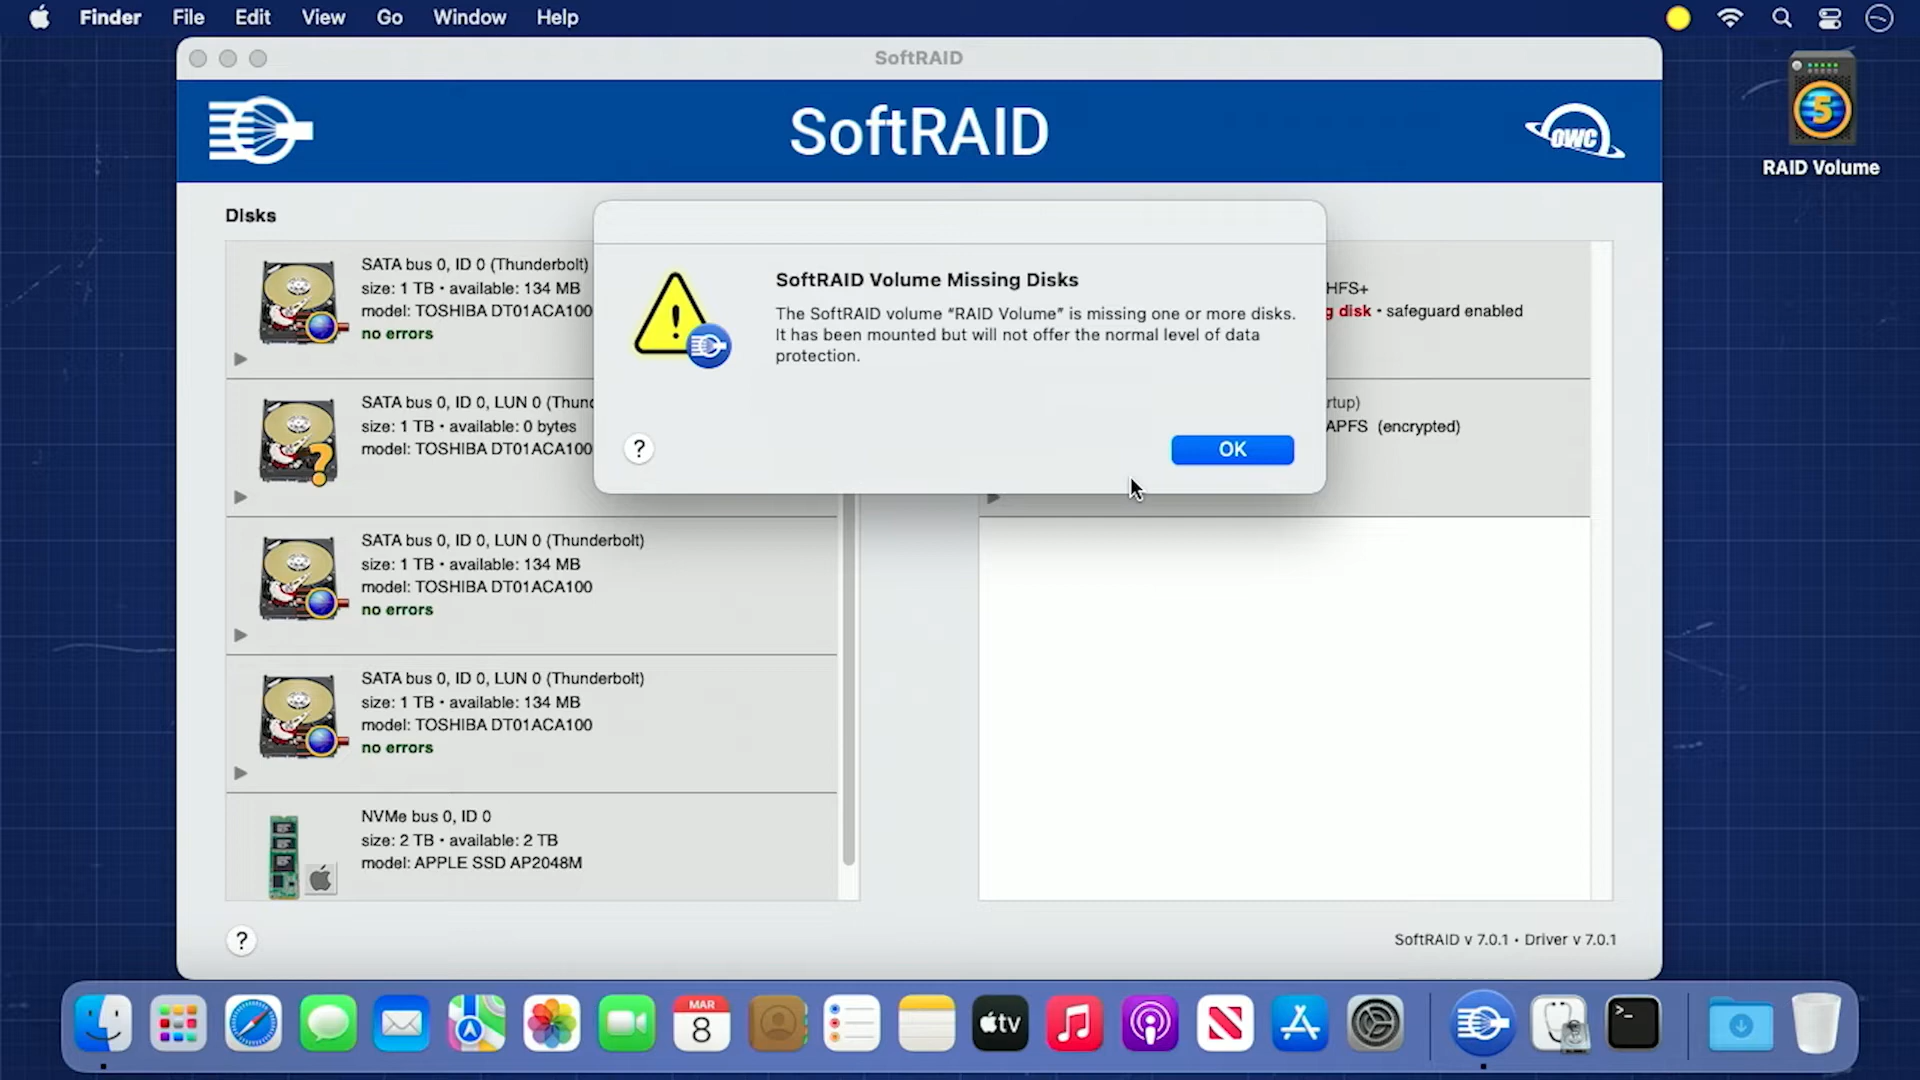 Finder File Edit View Go Window Help
SoftRAID
SoftRAID
OWC
5
RAID Volume
Disks
SATA bus 0, ID 0 (Thunderbolt)
size: 1 TB • available: 134 MB
model: TOSHIBA DT01ACA100
no errors
SATA bus 0, ID 0, LUN 0 (Thun
size: 1 TB • available: 0 bytes
model: TOSHIBA DT01ACA100
SATA bus 0, ID 0, LUN 0 (Thunderbolt)
size: 1 TB • available: 134 MB
model: TOSHIBA DT01ACA100
no errors
SATA bus 0, ID 0, LUN 0 (Thunderbolt)
size: 1 TB • available: 134 MB
model: TOSHIBA DT01ACA100
no errors
NVMe bus 0, ID 0
size: 2 TB • available: 2 TB
model: APPLE SSD AP2048M
SoftRAID Volume Missing Disks
The SoftRAID volume “RAID Volume” is missing one or more disks.
It has been mounted but will not offer the normal level of data
protection.
?
OK
HFS+
g disk • safeguard enabled
rtup)
APFS (encrypted)
?
SoftRAID v 7.0.1 • Driver v 7.0.1
MAR
8
tv
>_